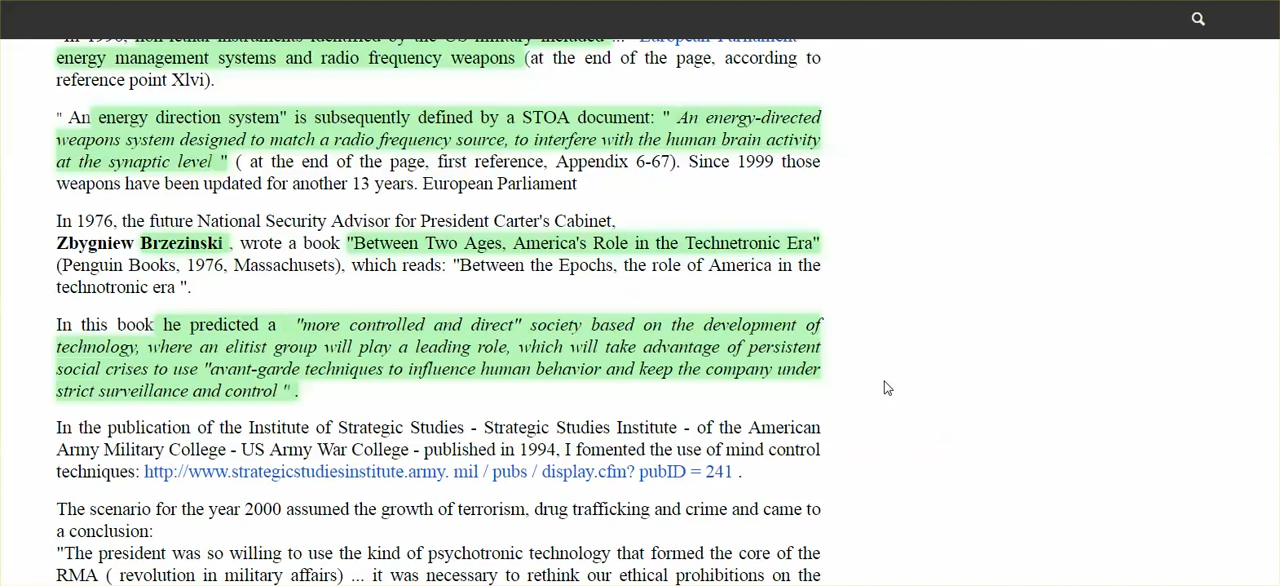 "In 1996, non-lethal instruments identified by the US military included ... " European Parliament
energy management systems and radio frequency weapons (at the end of the page, according to
reference point Xlvi).
" An energy direction system" is subsequently defined by a STOA document: " An energy-directed
weapons system designed to match a radio frequency source, to interfere with the human brain activity
at the synaptic level " ( at the end of the page, first reference, Appendix 6-67). Since 1999 those
weapons have been updated for another 13 years. European Parliament
In 1976, the future National Security Advisor for President Carter's Cabinet,
Zbygniew Brzezinski , wrote a book "Between Two Ages, America's Role in the Technetronic Era"
(Penguin Books, 1976, Massachusets), which reads: "Between the Epochs, the role of America in the
technotronic era ".
In this book he predicted a "more controlled and direct" society based on the development of
technology, where an elitist group will play a leading role, which will take advantage of persistent
social crises to use "avant-garde techniques to influence human behavior and keep the company under
strict surveillance and control " .
In the publication of the Institute of Strategic Studies - Strategic Studies Institute - of the American
Army Military College - US Army War College - published in 1994, I fomented the use of mind control
techniques: http://www.strategicstudiesinstitute.army. mil / pubs / display.cfm? pubID = 241 .
The scenario for the year 2000 assumed the growth of terrorism, drug trafficking and crime and came to
a conclusion:
"The president was so willing to use the kind of psychotronic technology that formed the core of the
RMA ( revolution in military affairs) ... it was necessary to rethink our ethical prohibitions on the